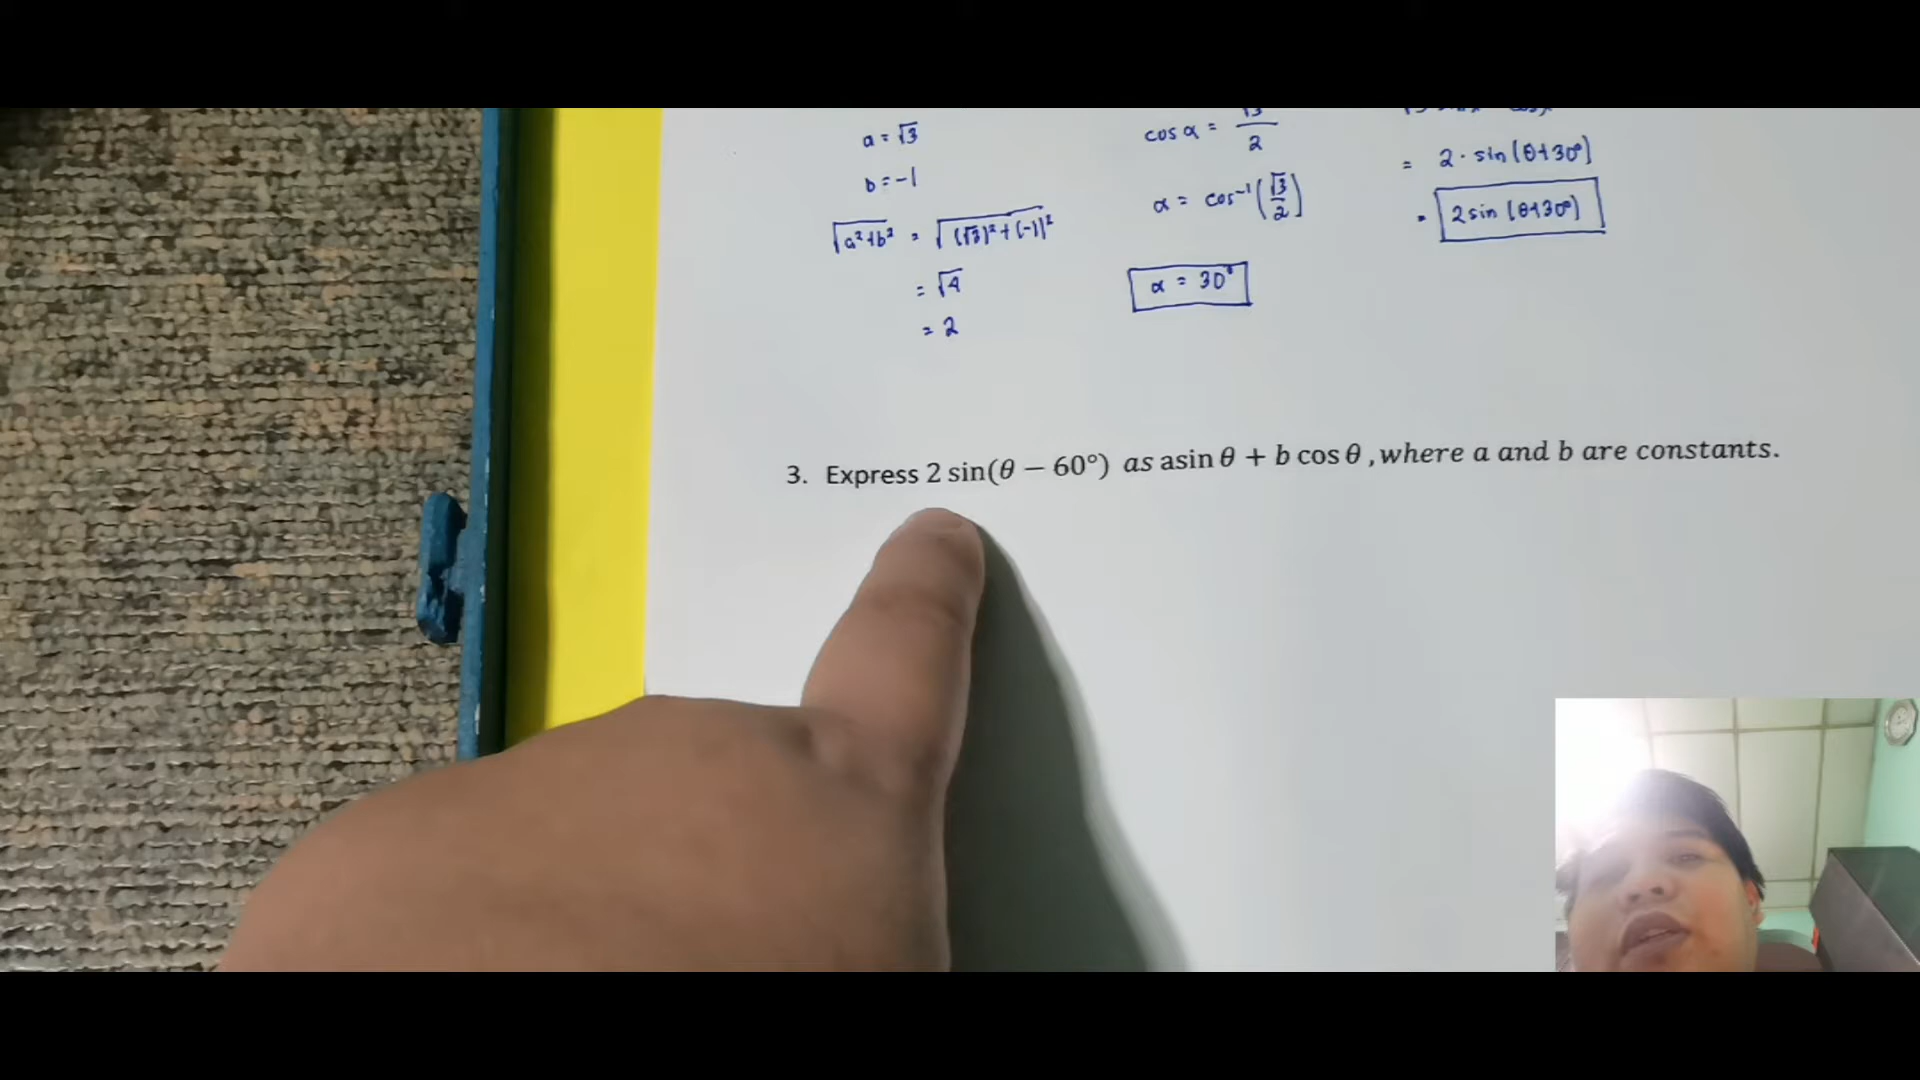 a = √3
b = -1
√a²+b² = √(√3)²+(-1)²
= √4
= 2
cos α = √3/2
α = cos⁻¹(√3/2)
α = 30°
= 2 · sin(θ+30°)
= 2 sin (θ+30°)
3. Express 2 sin(θ − 60°) as asin θ + b cos θ , where a and b are constants.